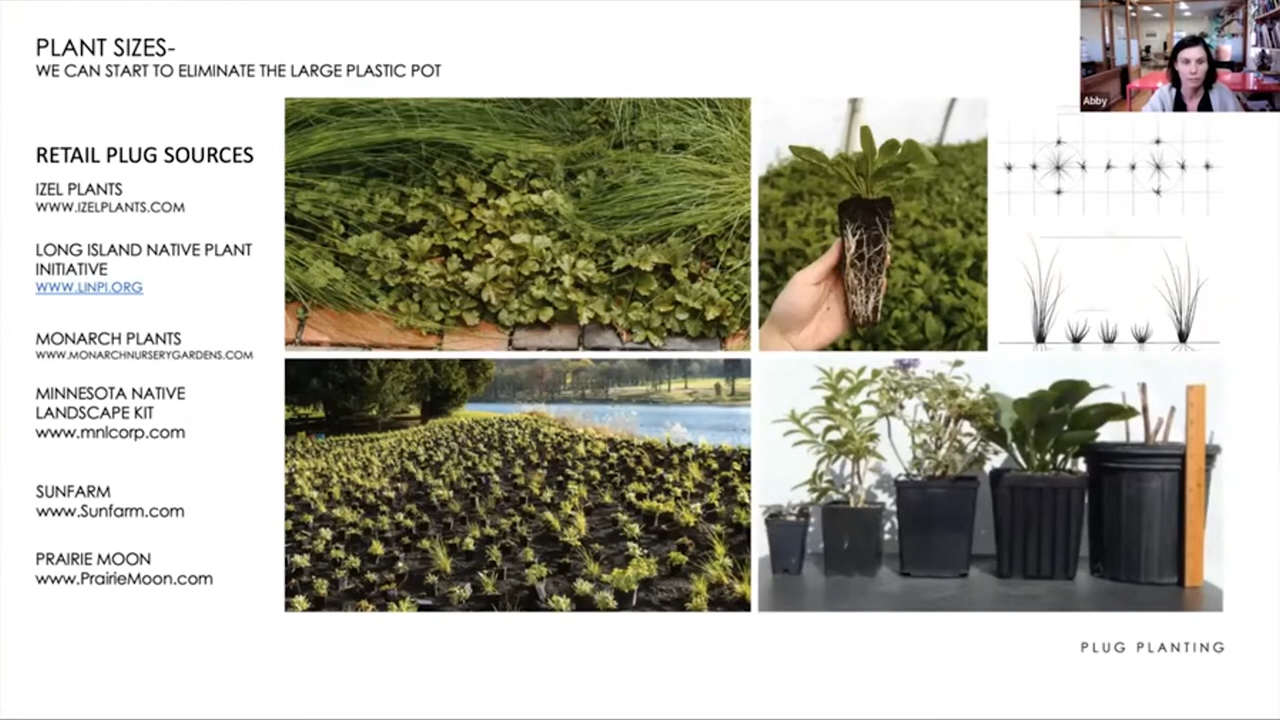 PLANT SIZES-
WE CAN START TO ELIMINATE THE LARGE PLASTIC POT
Abby
RETAIL PLUG SOURCES
IZEL PLANTS
WWW.IZELPLANTS.COM
LONG ISLAND NATIVE PLANT
INITIATIVE
WWW.LINPI.ORG
MONARCH PLANTS
WWW.MONARCHNURSERYGARDENS.COM
MINNESOTA NATIVE
LANDSCAPE KIT
www.mnlcorp.com
SUNFARM
www.Sunfarm.com
PRAIRIE MOON
www.PrairieMoon.com
PLUG PLANTING